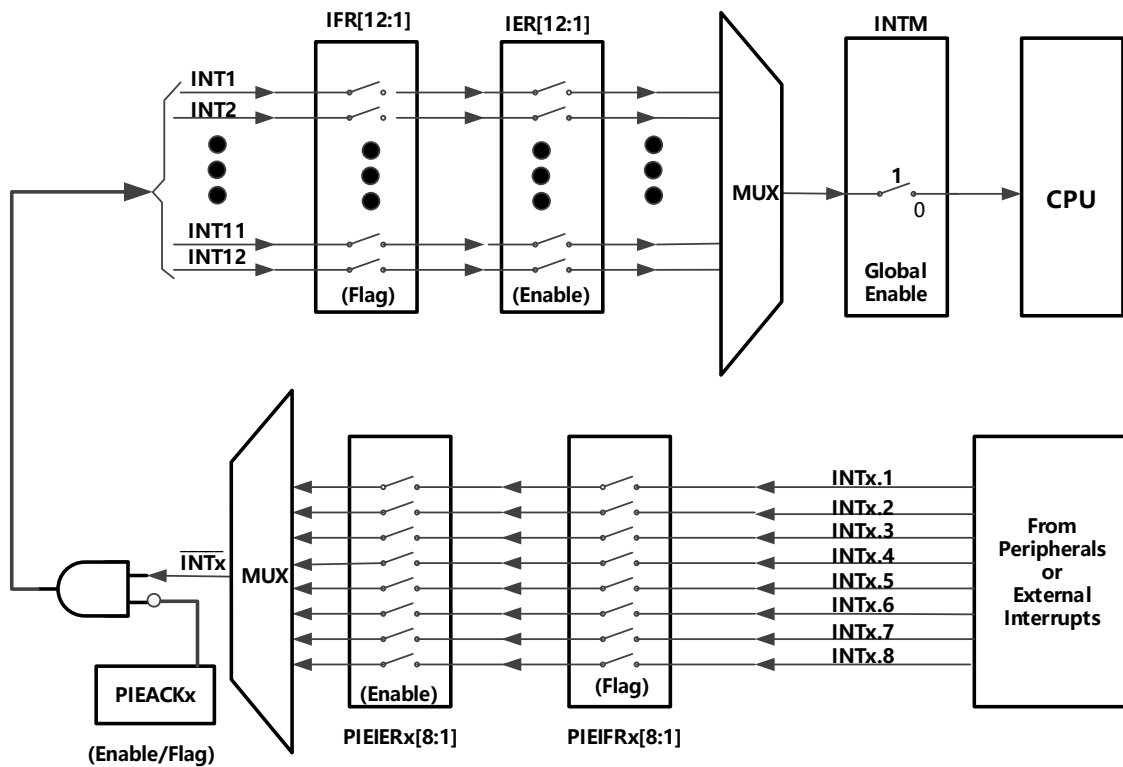 IFR[12:1]
IER[12:1]
INTM
INT1
INT2
INT11
INT12
(Flag)
(Enable)
MUX
1
0
Global
Enable
CPU
INTx
MUX
PIEACKx
(Enable/Flag)
(Enable)
PIEIERx[8:1]
(Flag)
PIEIFRx[8:1]
INTx.1
INTx.2
INTx.3
INTx.4
INTx.5
INTx.6
INTx.7
INTx.8
From
Peripherals
or
External
Interrupts